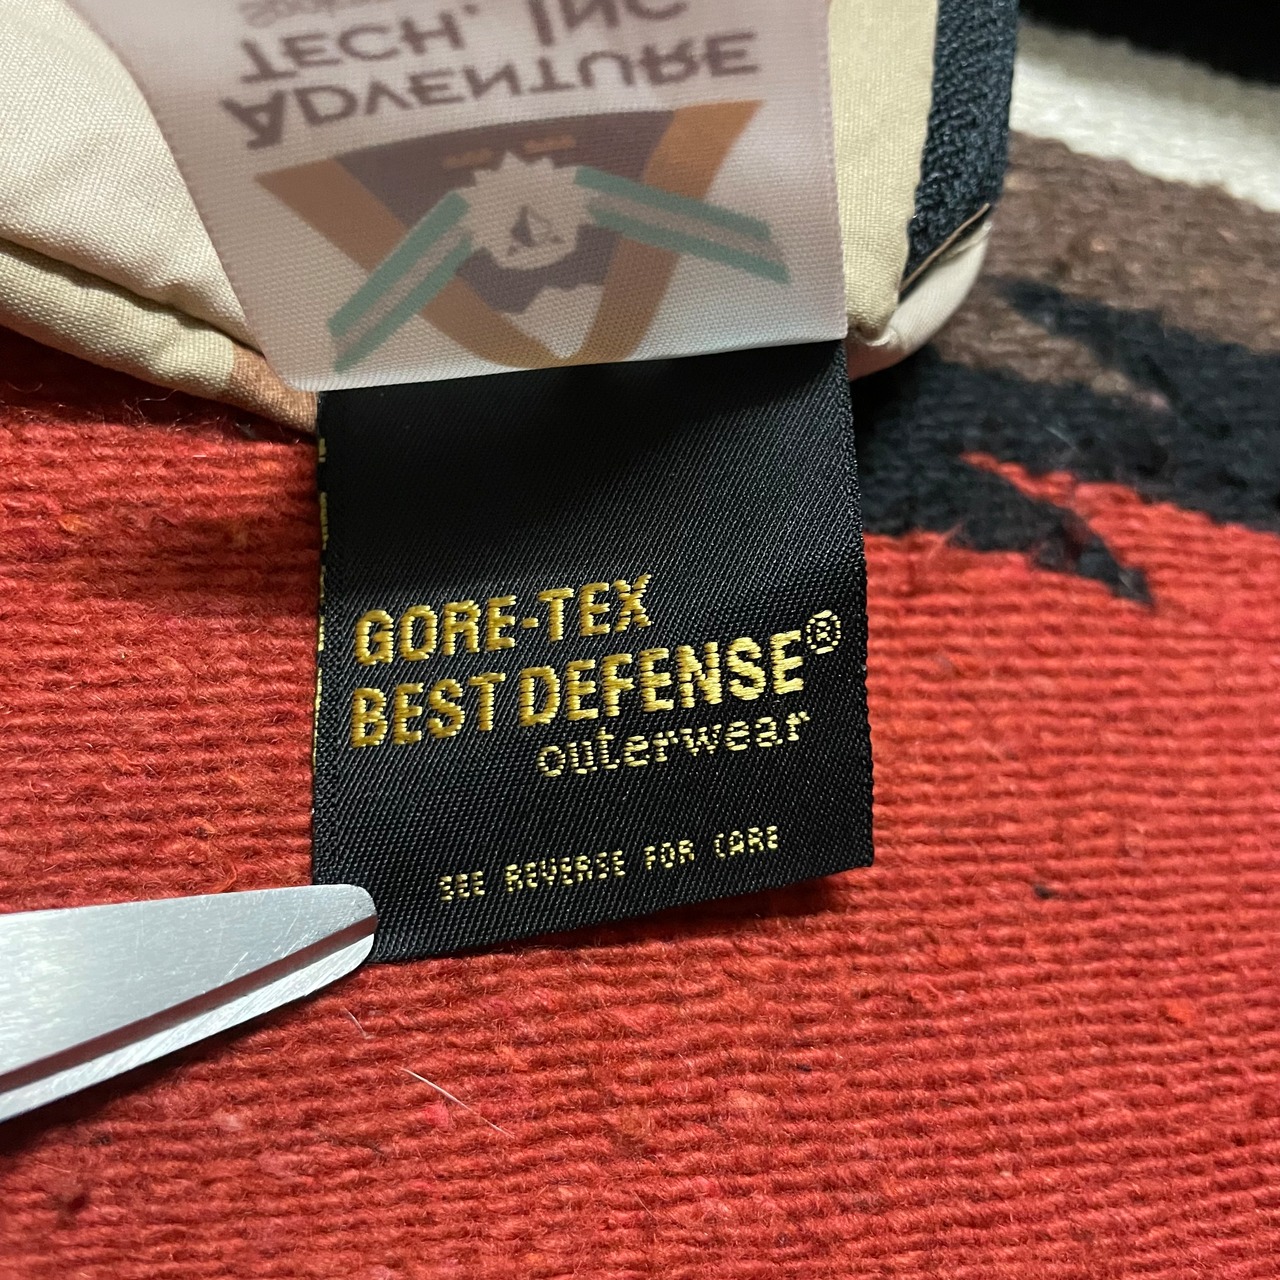 ADVENTURE
TECH. INC
GORE-TEX
BEST DEFENSE®
outerwear
SEE REVERSE FOR CARE